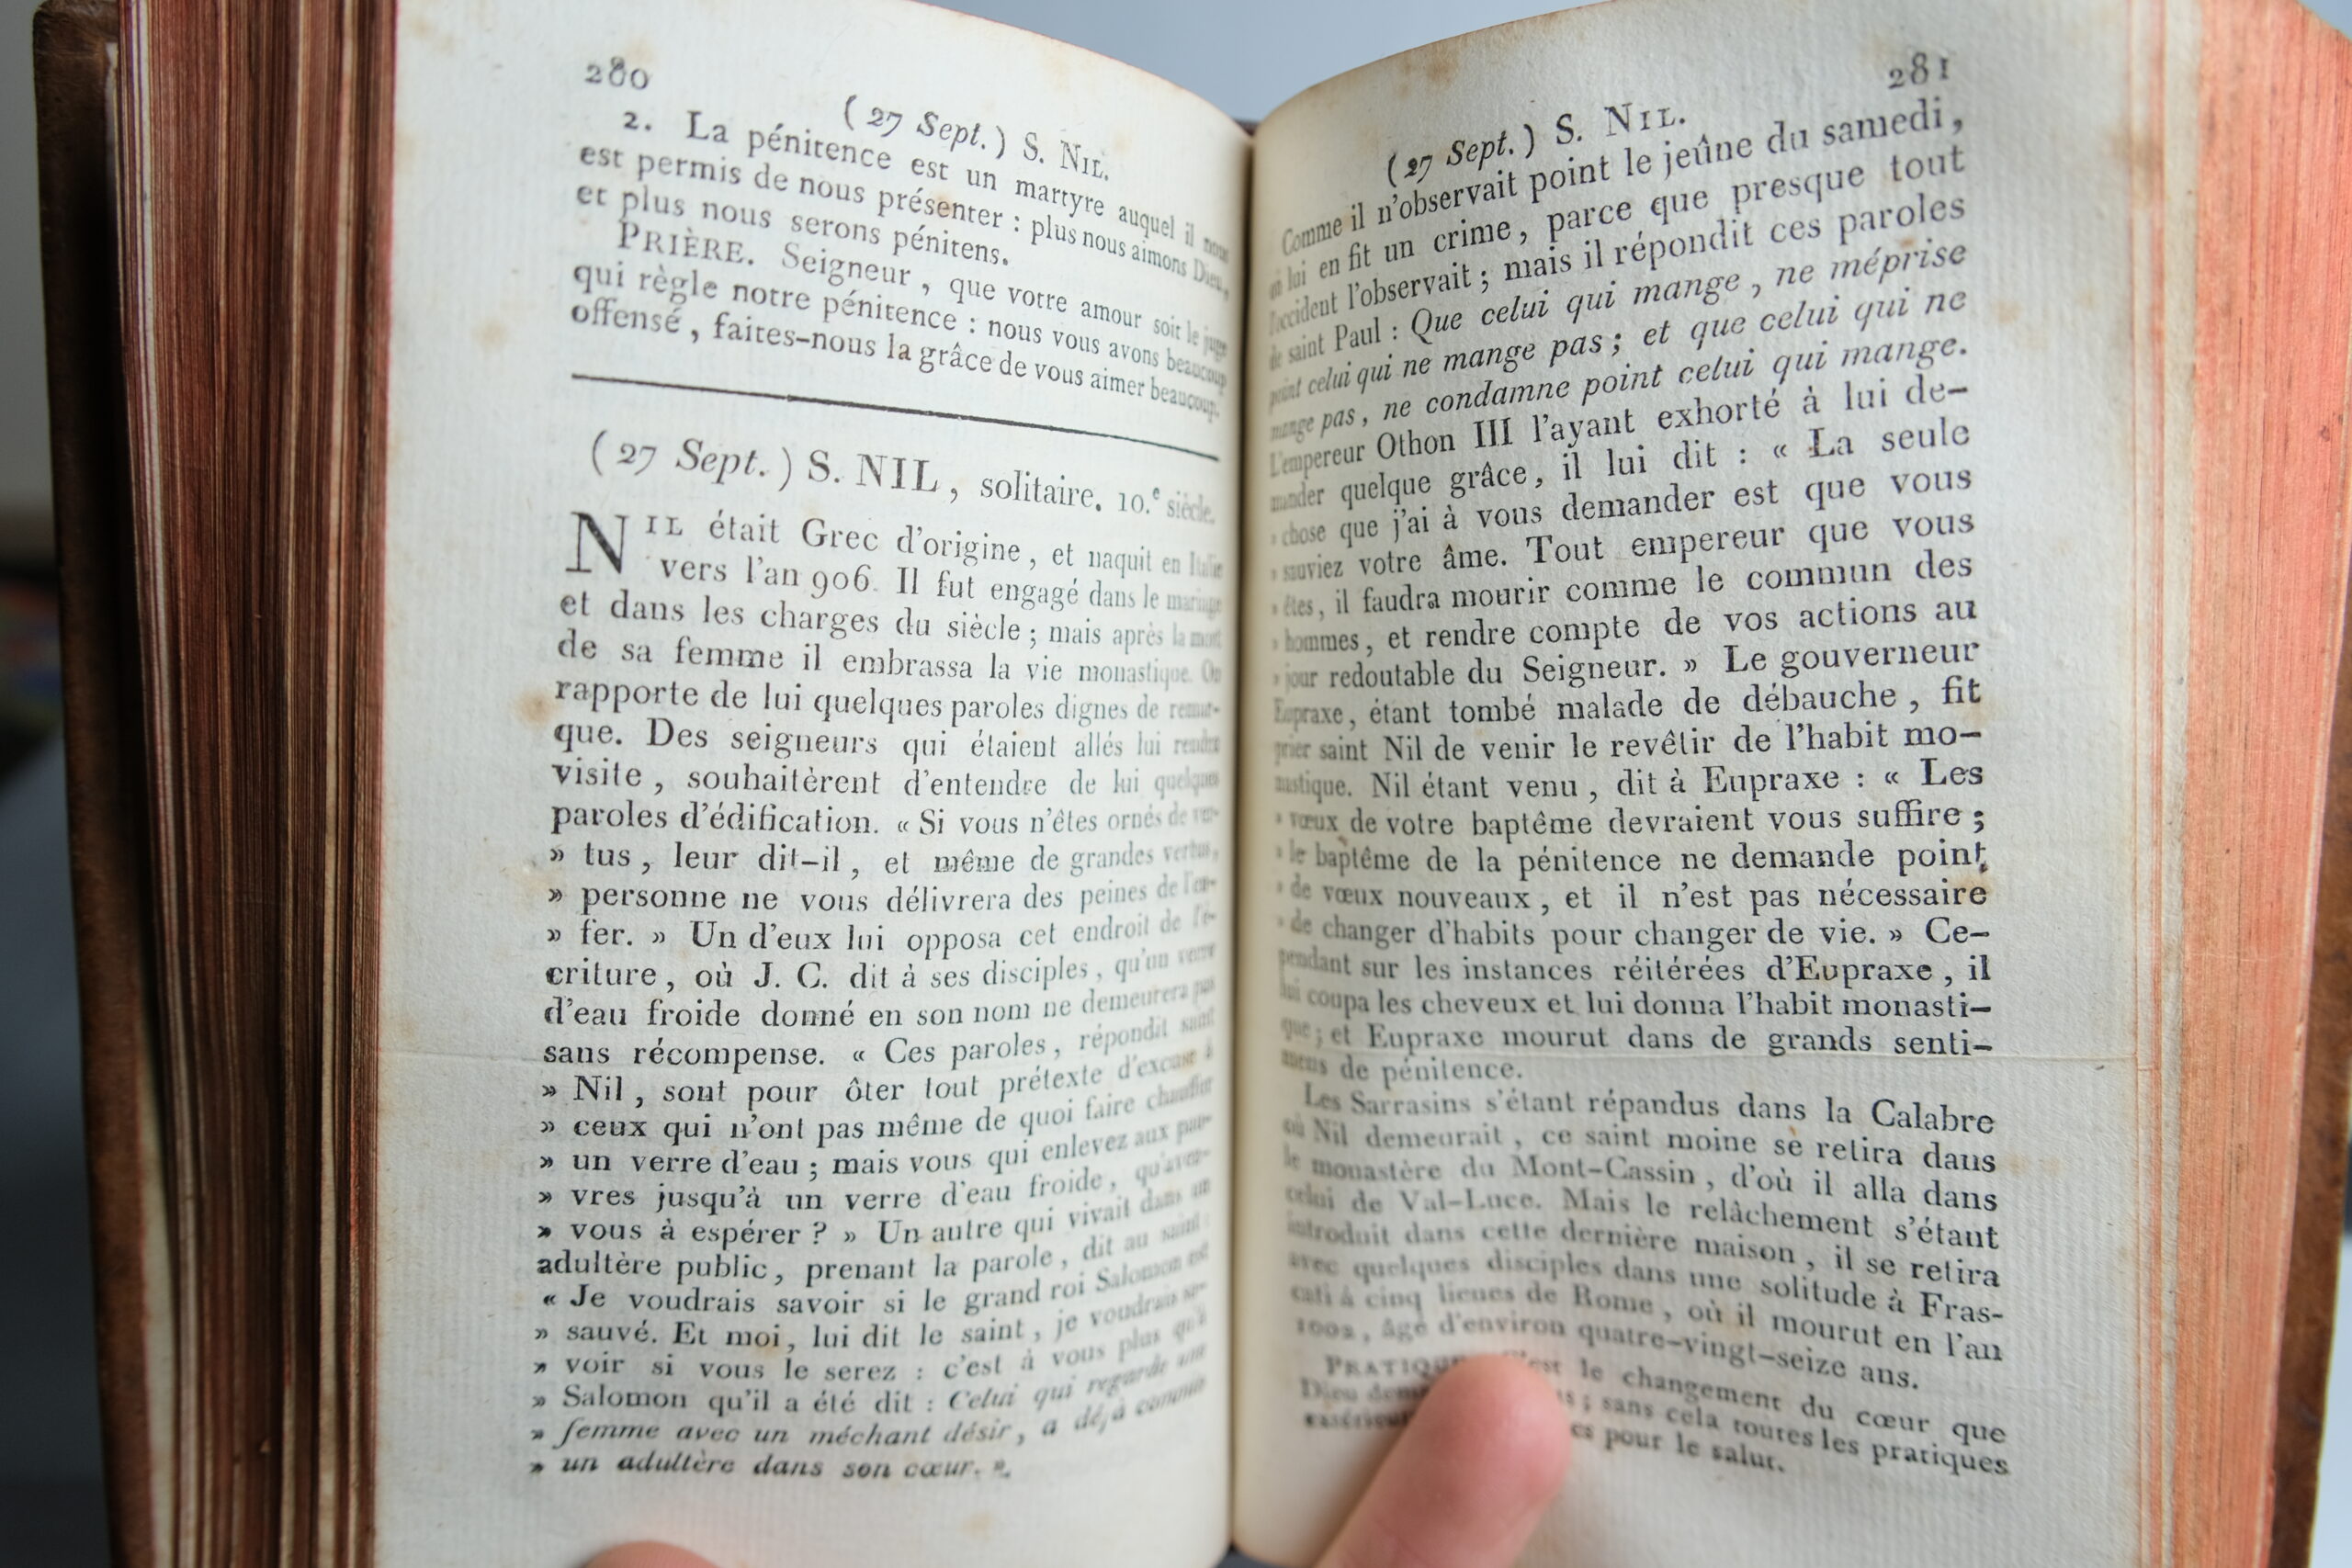 280
( 27 Sept. ) S. NIL.
2. La pénitence est un martyre auquel il nous
est permis de nous présenter : plus nous aimons Dieu,
et plus nous serons pénitens.
PRIÈRE. Seigneur , que votre amour soit le juge
qui règle notre pénitence : nous vous avons beaucoup
offensé , faites-nous la grâce de vous aimer beaucoup.
( 27 Sept. ) S. NIL , solitaire. 10.e siècle.
NIL était Grec d'origine , et naquit en Italie
vers l'an 906. Il fut engagé dans le mariage
et dans les charges du siècle ; mais après la mort
de sa femme il embrassa la vie monastique. On
rapporte de lui quelques paroles dignes de remar-
que. Des seigneurs qui étaient allés lui rendre
visite , souhaitèrent d'entendre de lui quelques
paroles d'édification. « Si vous n'êtes ornés de ver-
» tus , leur dit-il , et même de grandes vertus,
» personne ne vous délivrera des peines de l'en-
» fer. » Un d'eux lui opposa cet endroit de l'é-
criture , où J. C. dit à ses disciples , qu'un verre
d'eau froide donné en son nom ne demeurera pas
sans récompense. « Ces paroles , répondit saint
» Nil , sont pour ôter tout prétexte d'excuse à
» ceux qui n'ont pas même de quoi faire chauffer
» un verre d'eau ; mais vous qui enlevez aux pau-
» vres jusqu'à un verre d'eau froide , qu'avez-
» vous à espérer ? » Un autre qui vivait dans un
adultère public , prenant la parole , dit au saint :
« Je voudrais savoir si le grand roi Salomon est
» sauvé. Et moi , lui dit le saint , je voudrais sa-
» voir si vous le serez : c'est à vous plus qu'à
» Salomon qu'il a été dit : Celui qui regarde une
» femme avec un méchant désir , a déjà commis
» un adultère dans son cœur. ».
281
( 27 Sept. ) S. NIL.
Comme il n'observait point le jeûne du samedi ,
on lui en fit un crime , parce que presque tout
l'occident l'observait ; mais il répondit ces paroles
de saint Paul : Que celui qui mange , ne méprise
point celui qui ne mange pas ; et que celui qui ne
mange pas , ne condamne point celui qui mange.
L'empereur Othon III l'ayant exhorté à lui de-
mander quelque grâce , il lui dit : « La seule
» chose que j'ai à vous demander est que vous
» sauviez votre âme. Tout empereur que vous
» êtes , il faudra mourir comme le commun des
» hommes , et rendre compte de vos actions au
» jour redoutable du Seigneur. » Le gouverneur
Eupraxe , étant tombé malade de débauche , fit
prier saint Nil de venir le revêtir de l'habit mo-
nastique. Nil étant venu , dit à Eupraxe : « Les
» vœux de votre baptême devraient vous suffire ;
» le baptême de la pénitence ne demande point
» de vœux nouveaux , et il n'est pas nécessaire
» de changer d'habits pour changer de vie. » Ce-
pendant sur les instances réitérées d'Eupraxe , il
lui coupa les cheveux et lui donna l'habit monasti-
que ; et Eupraxe mourut dans de grands senti-
mens de pénitence.
Les Sarrasins s'étant répandus dans la Calabre
où Nil demeurait , ce saint moine se retira dans
le monastère du Mont-Cassin , d'où il alla dans
celui de Val-Luce. Mais le relâchement s'étant
introduit dans cette dernière maison , il se retira
avec quelques disciples dans une solitude à Fras-
cati à cinq lieues de Rome , où il mourut en l'an
1002 , âgé d'environ quatre-vingt-seize ans.
PRATIQUE. C'est le changement du cœur que
Dieu ; sans cela toutes les pratiques
pour le salut.